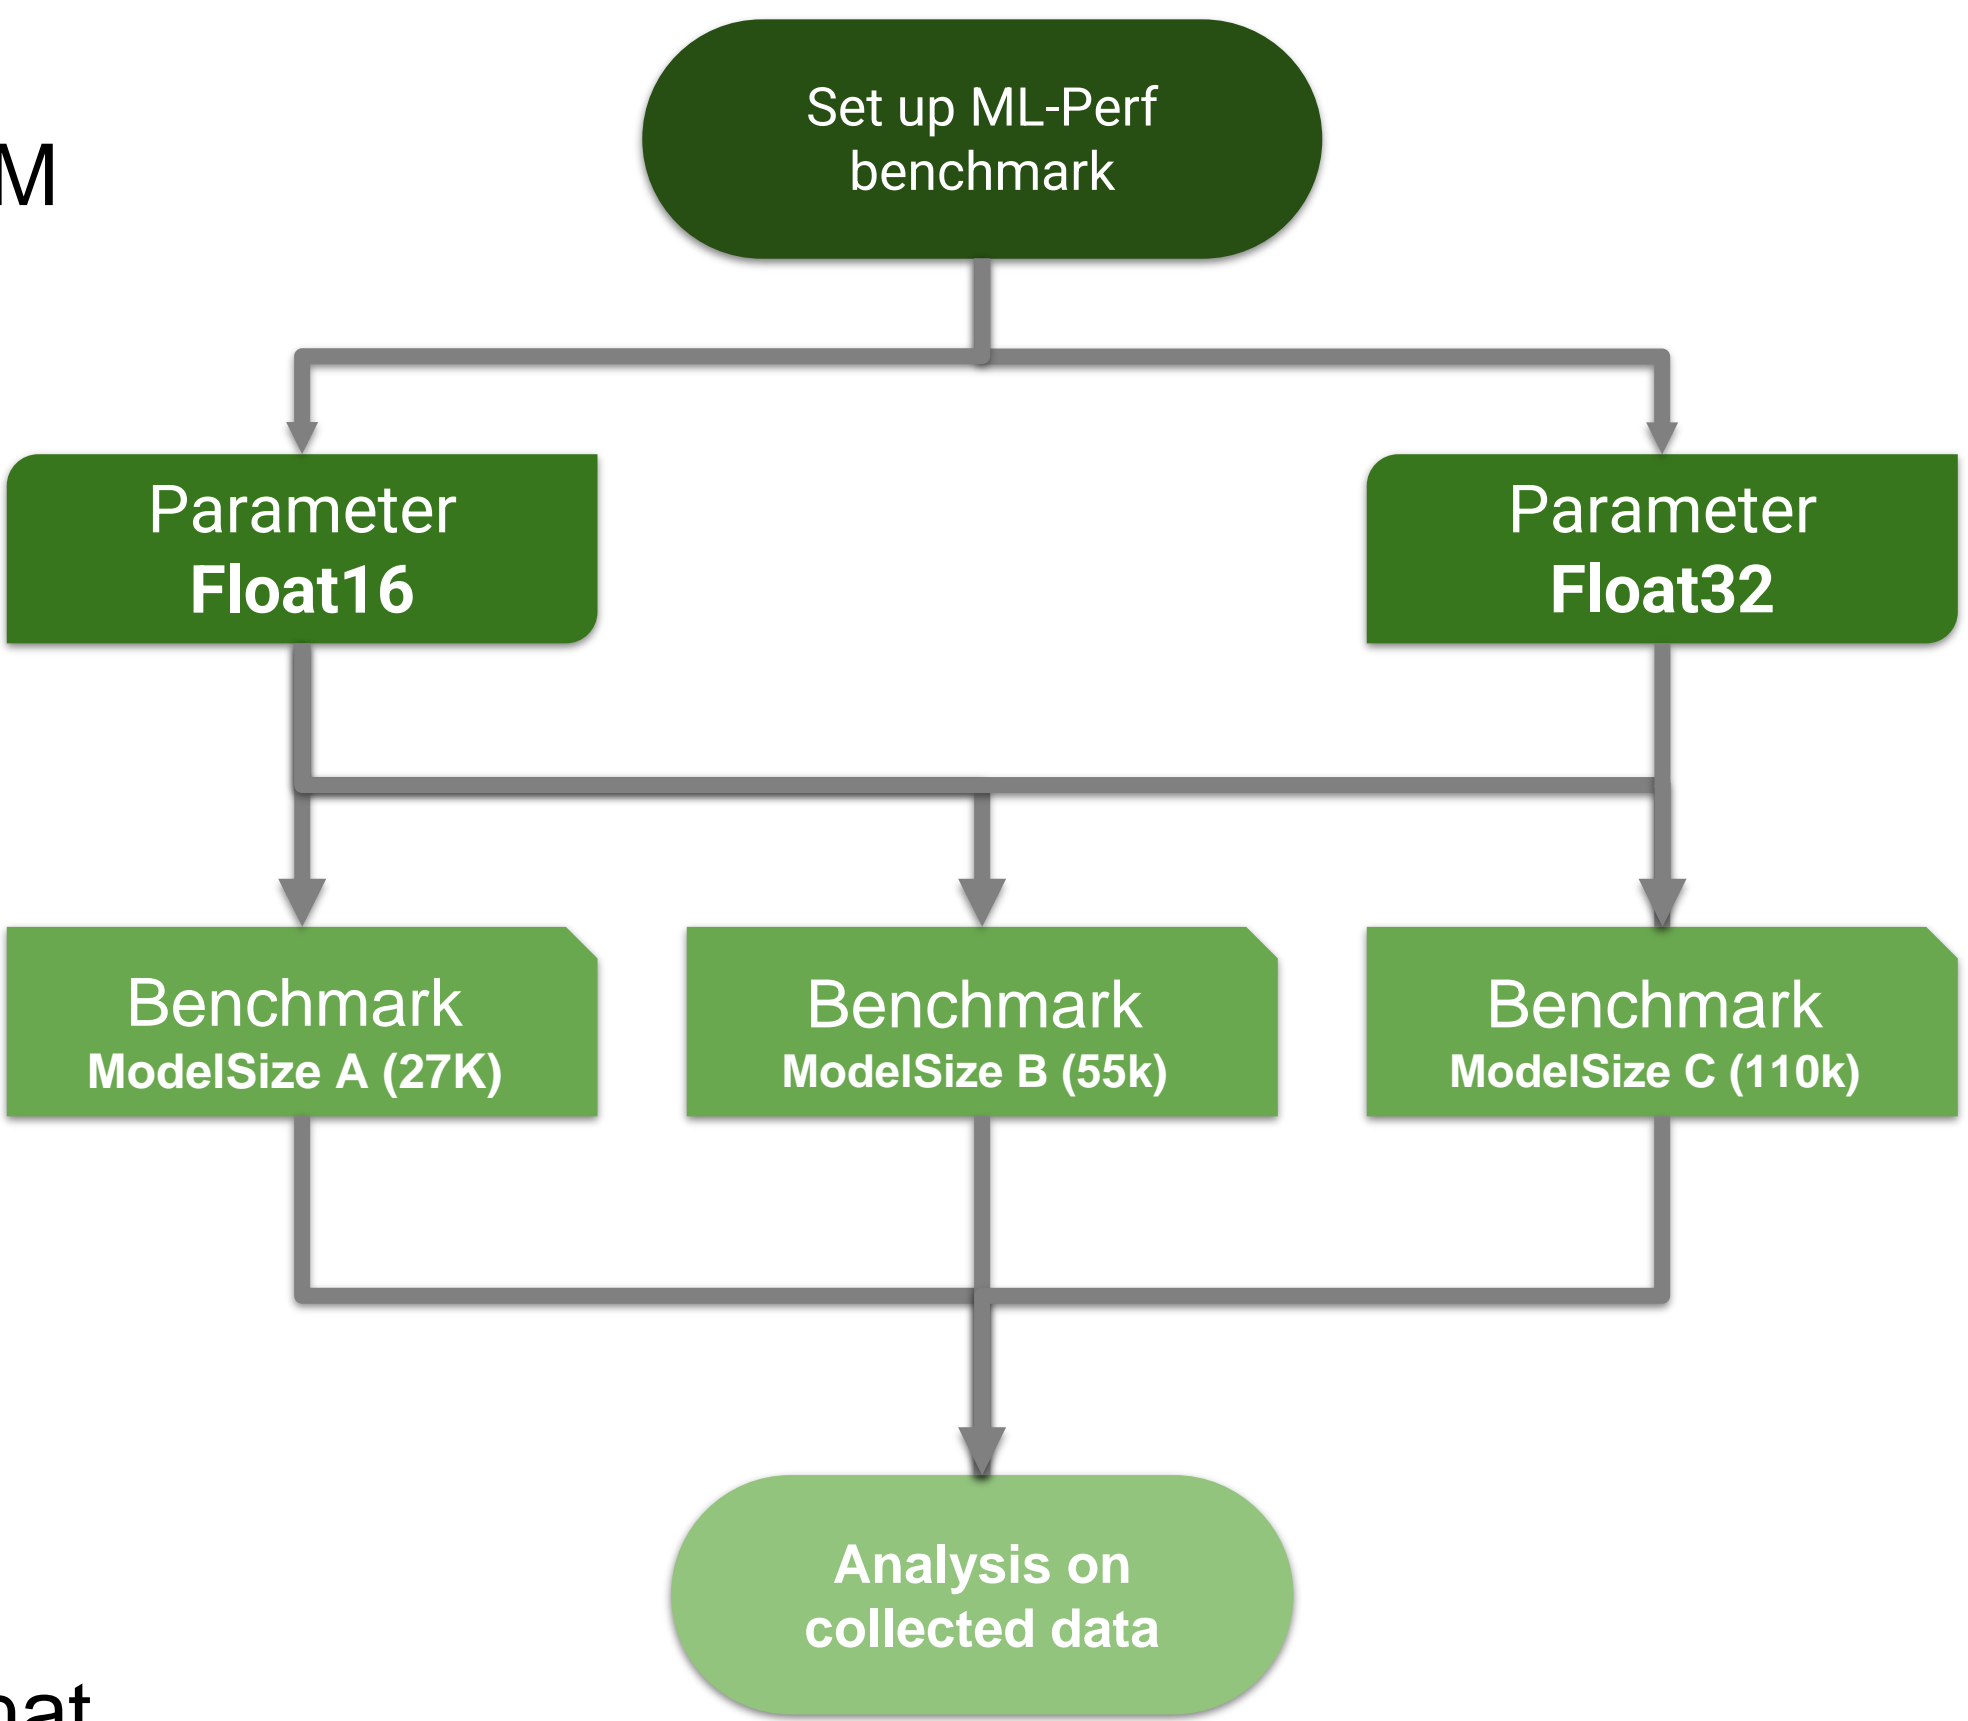 Set up ML-Perf
benchmark
M
Parameter
Float16
Parameter
Float32
Benchmark
ModelSize A (27K)
Benchmark
ModelSize B (55k)
Benchmark
ModelSize C (110k)
Analysis on
collected data